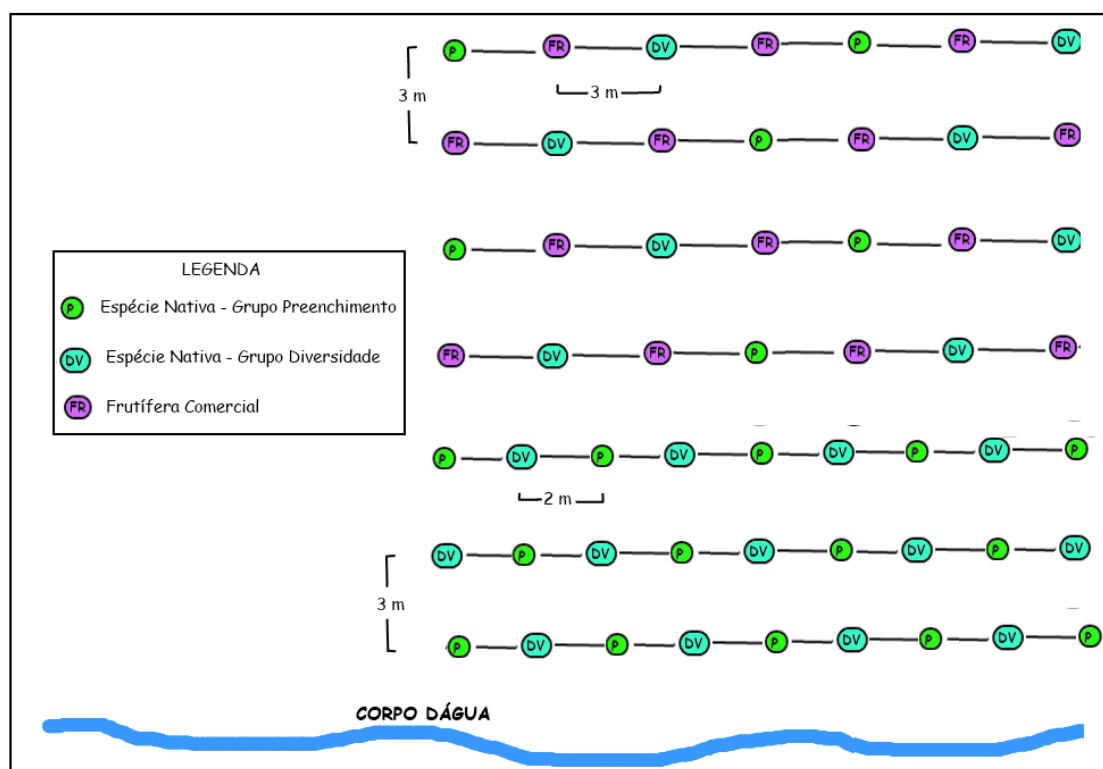 P FR DV FR P FR DV
3 m
3 m
FR DV FR P FR DV FR
P FR DV FR P FR DV
LEGENDA
P Espécie Nativa - Grupo Preenchimento
DV Espécie Nativa - Grupo Diversidade
FR Frutífera Comercial
FR DV FR P FR DV FR
P DV P DV P DV P DV P
2 m
DV P DV P DV P DV P DV
3 m
P DV P DV P DV P DV P
CORPO DÁGUA